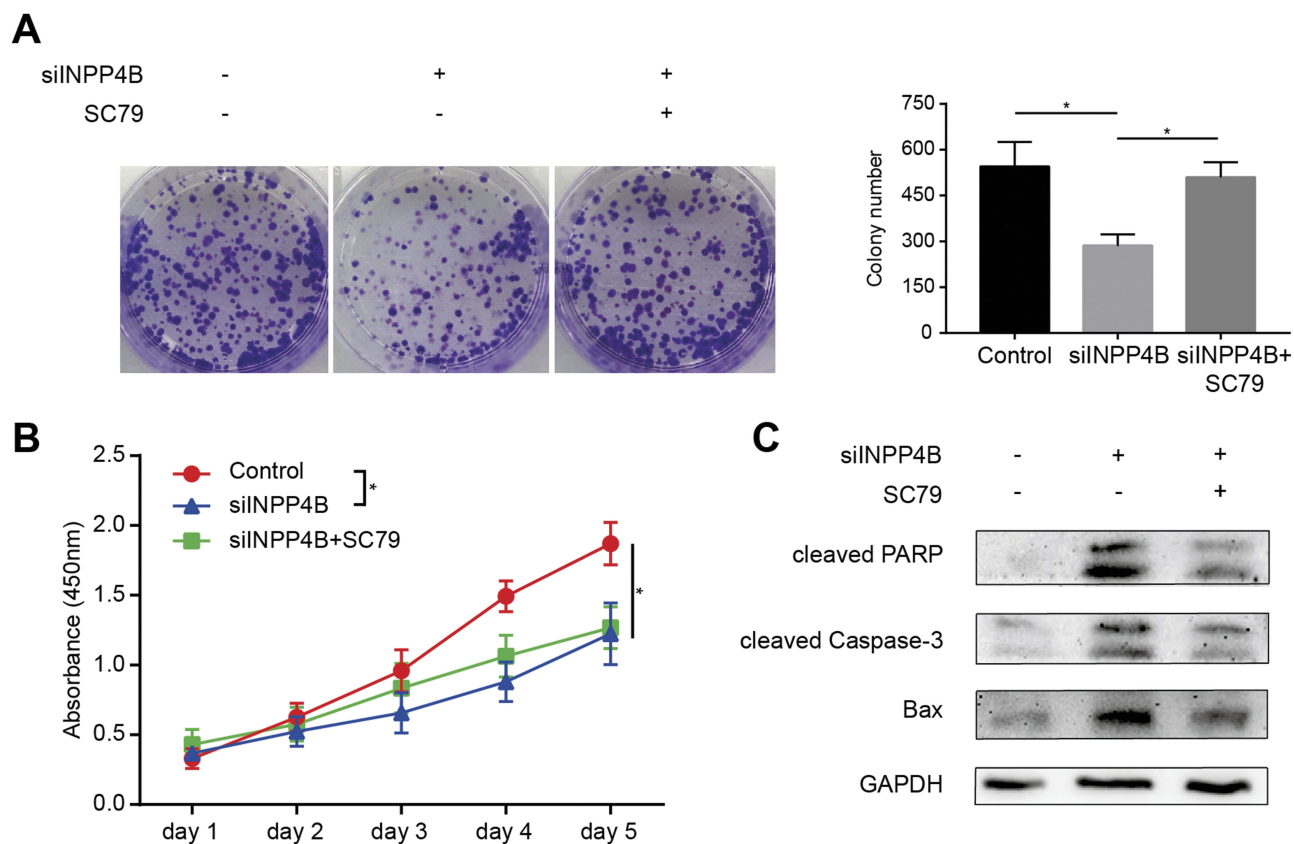 A
siINPP4B - + +
SC79 - - +
Colony number
750
600
450
300
150
0
*
*
Control siINPP4B siINPP4B+
SC79
B
Absorbance (450nm)
2.5
2.0
1.5
1.0
0.5
0.0
Control
siINPP4B
siINPP4B+SC79
*
*
day 1 day 2 day 3 day 4 day 5
C
siINPP4B - + +
SC79 - - +
cleaved PARP
cleaved Caspase-3
Bax
GAPDH